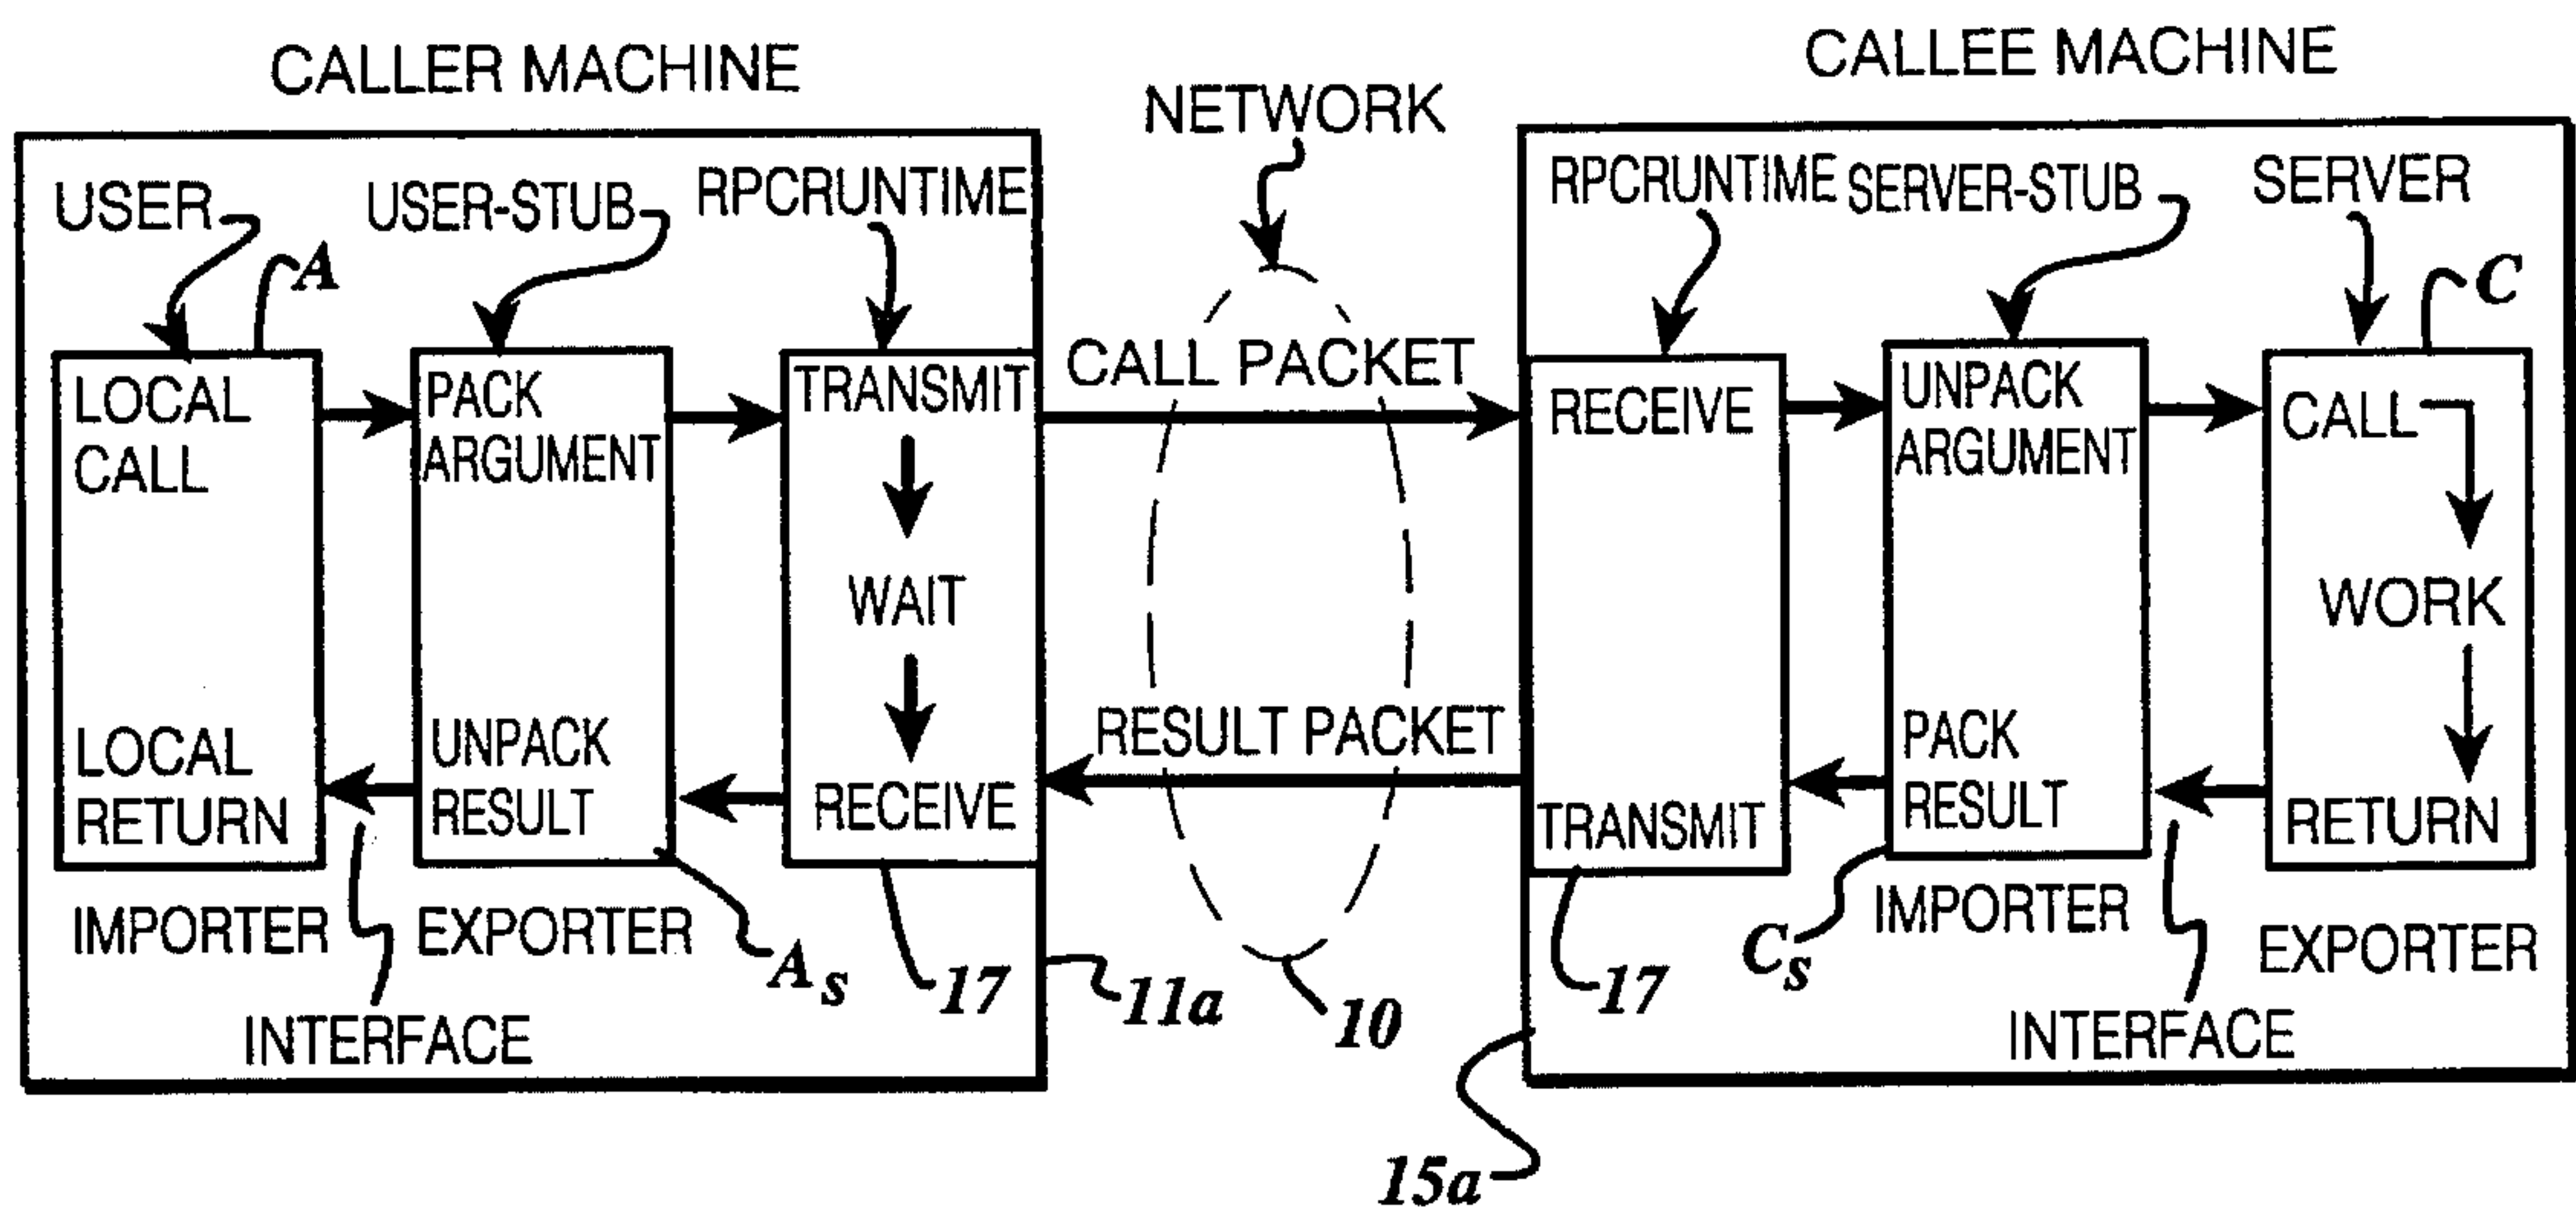 CALLER MACHINE
NETWORK
CALLEE MACHINE
USER
A
USER-STUB
RPCRUNTIME
RPCRUNTIME
SERVER-STUB
SERVER
C
LOCAL
CALL
PACK
ARGUMENT
TRANSMIT
WAIT
RECEIVE
CALL PACKET
RECEIVE
UNPACK
ARGUMENT
CALL
WORK
RETURN
LOCAL
RETURN
UNPACK
RESULT
RESULT PACKET
TRANSMIT
PACK
RESULT
IMPORTER
EXPORTER
As
17
11a
10
17
Cs
IMPORTER
EXPORTER
INTERFACE
INTERFACE
15a